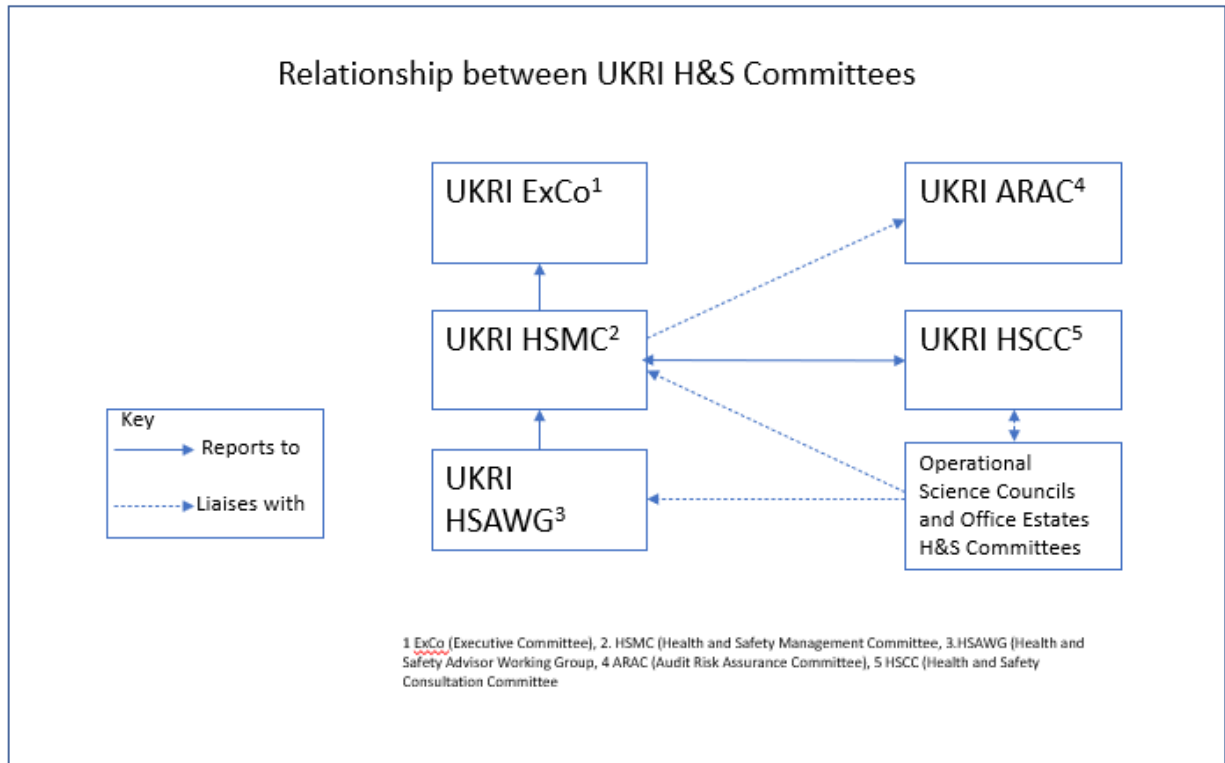 Relationship between UKRI H&S Committees
UKRI ExCo¹
UKRI ARAC⁴
UKRI HSMC²
UKRI HSCC⁵
Key
Reports to
Liaises with
UKRI
HSAWG³
Operational
Science Councils
and Office Estates
H&S Committees
1 ExCo (Executive Committee), 2. HSMC (Health and Safety Management Committee, 3.HSAWG (Health and
Safety Advisor Working Group, 4 ARAC (Audit Risk Assurance Committee), 5 HSCC (Health and Safety
Consultation Committee